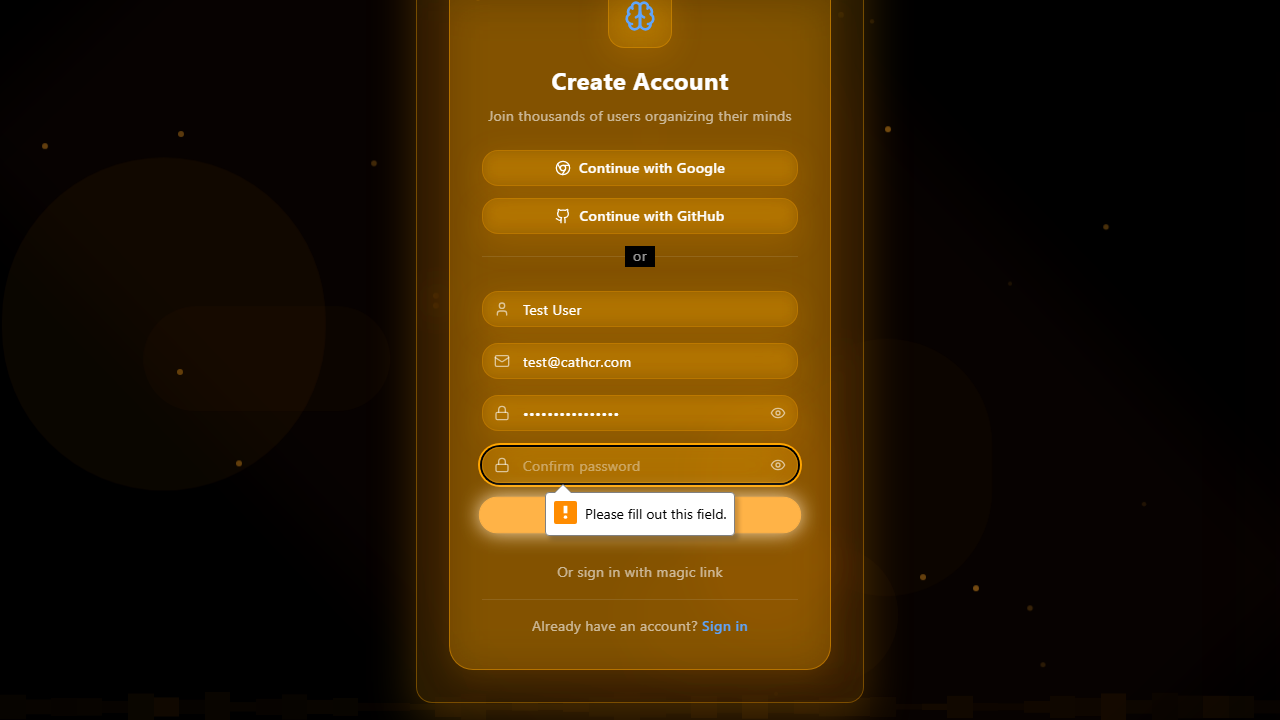 Create Account
Join thousands of users organizing their minds
Continue with Google
Continue with GitHub
or
Test User
test@cathcr.com
••••••••••••••••
Confirm password
Please fill out this field.
Or sign in with magic link
Already have an account? Sign in